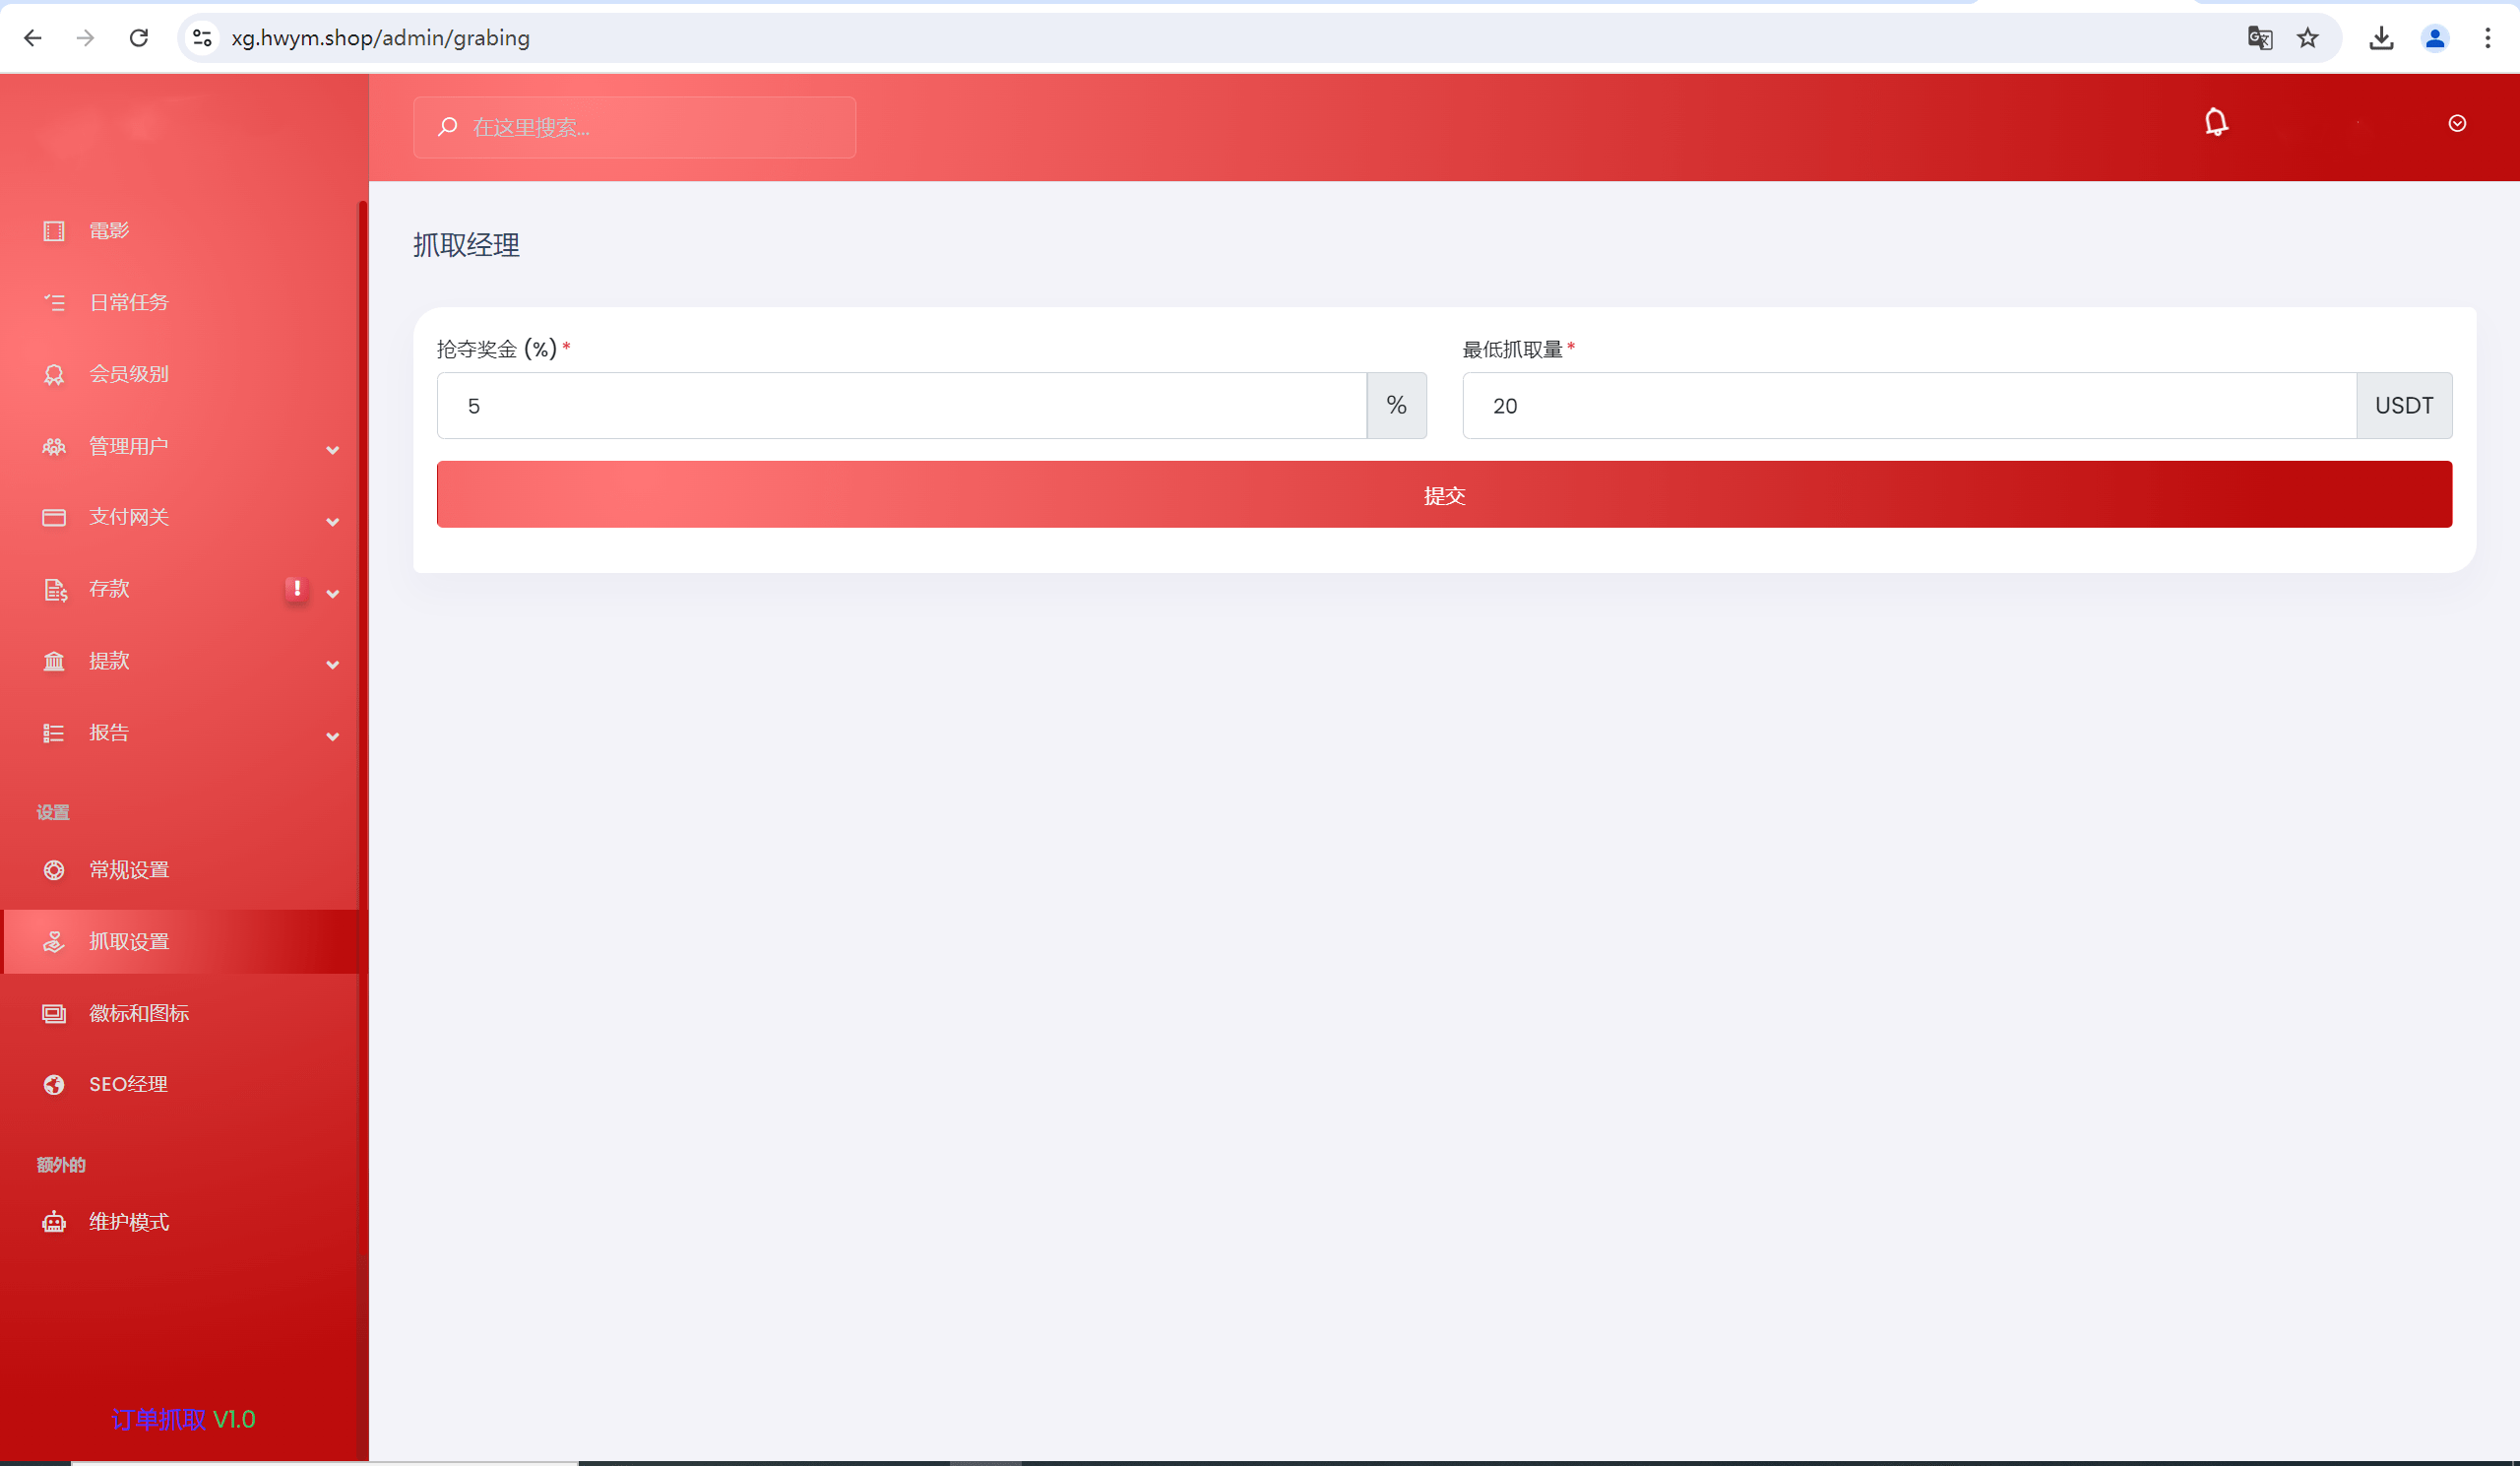 xg.hwym.shop/admin/grabing
在这里搜索...
電影
日常任务
会员级别
管理用户
支付网关
存款
提款
报告
设置
常规设置
抓取设置
徽标和图标
SEO经理
额外的
维护模式
订单抓取 V1.0
抓取经理
抢夺奖金 (%) *
5 %
最低抓取量 *
20 USDT
提交